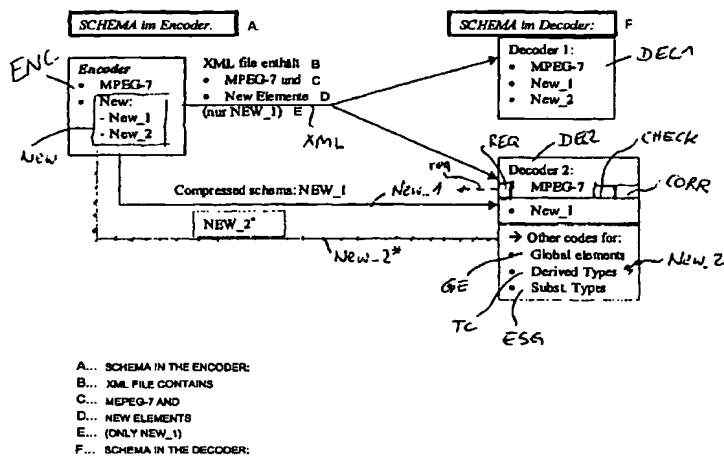 SCHEMA im Encoder. A
SCHEMA im Decoder: F
ENC.
Encoder
• MPEG-7
• New:
- New_1
- New_2
New
XML file enthält B
• MPEG-7 und C
• New Elemente D
(nur NEW_1) E
XML
Decoder 1:
• MPEG-7
• New_1
• New_2
DEC1
REQ
DEC2
CHECK
req
Decoder 2:
MPEG-7
CORR
• New_1
Compressed schema: NEW_1
New_1
NEW_2*
New_2*
→ Other codes for:
• Global elements
• Derived Types
• Subst. Types
New_2
GE
TC
ESG
A... SCHEMA IN THE ENCODER:
B... XML FILE CONTAINS
C... MEPEG-7 AND
D... NEW ELEMENTS
E... (ONLY NEW_1)
F... SCHEMA IN THE DECODER: